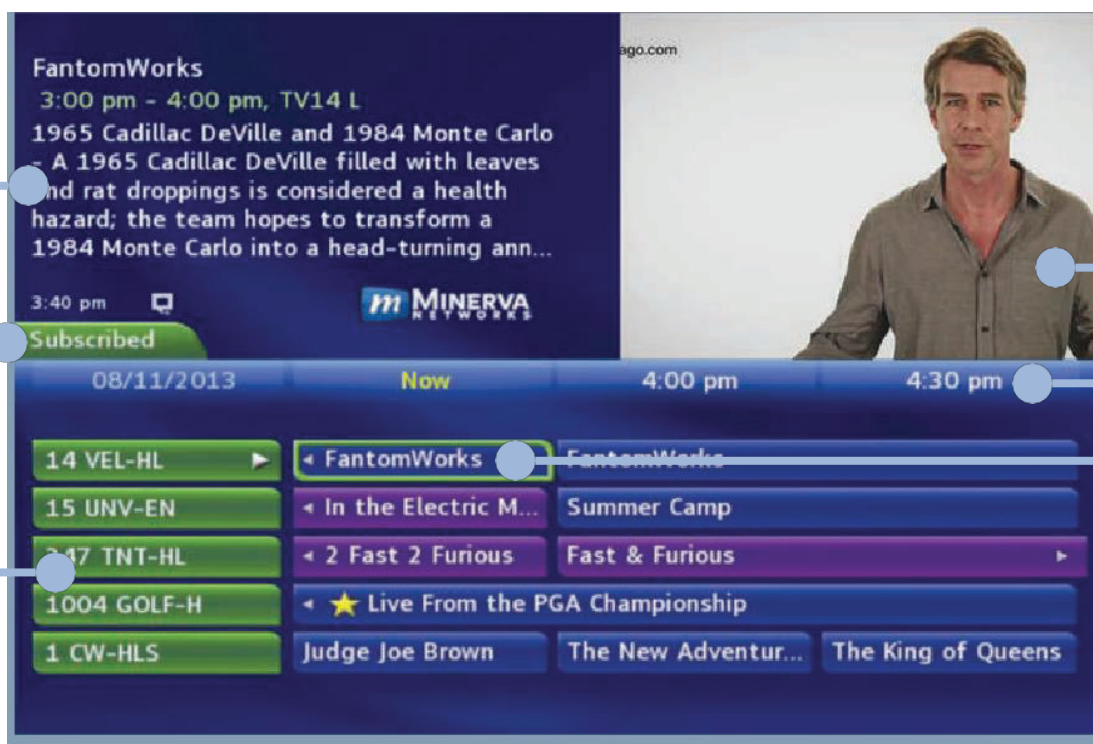 FantomWorks
3:00 pm - 4:00 pm, TV14 L
1965 Cadillac DeVille and 1984 Monte Carlo
- A 1965 Cadillac DeVille filled with leaves
and rat droppings is considered a health
hazard; the team hopes to transform a
1984 Monte Carlo into a head-turning ann...
3:40 pm
m MINERVA
NETWORKS
ago.com
Subscribed
08/11/2013 Now 4:00 pm 4:30 pm
14 VEL-HL FantomWorks FantomWorks
15 UNV-EN In the Electric M... Summer Camp
TNT-HL 2 Fast 2 Furious Fast & Furious
1004 GOLF-H Live From the PGA Championship
1 CW-HLS Judge Joe Brown The New Adventur... The King of Queens